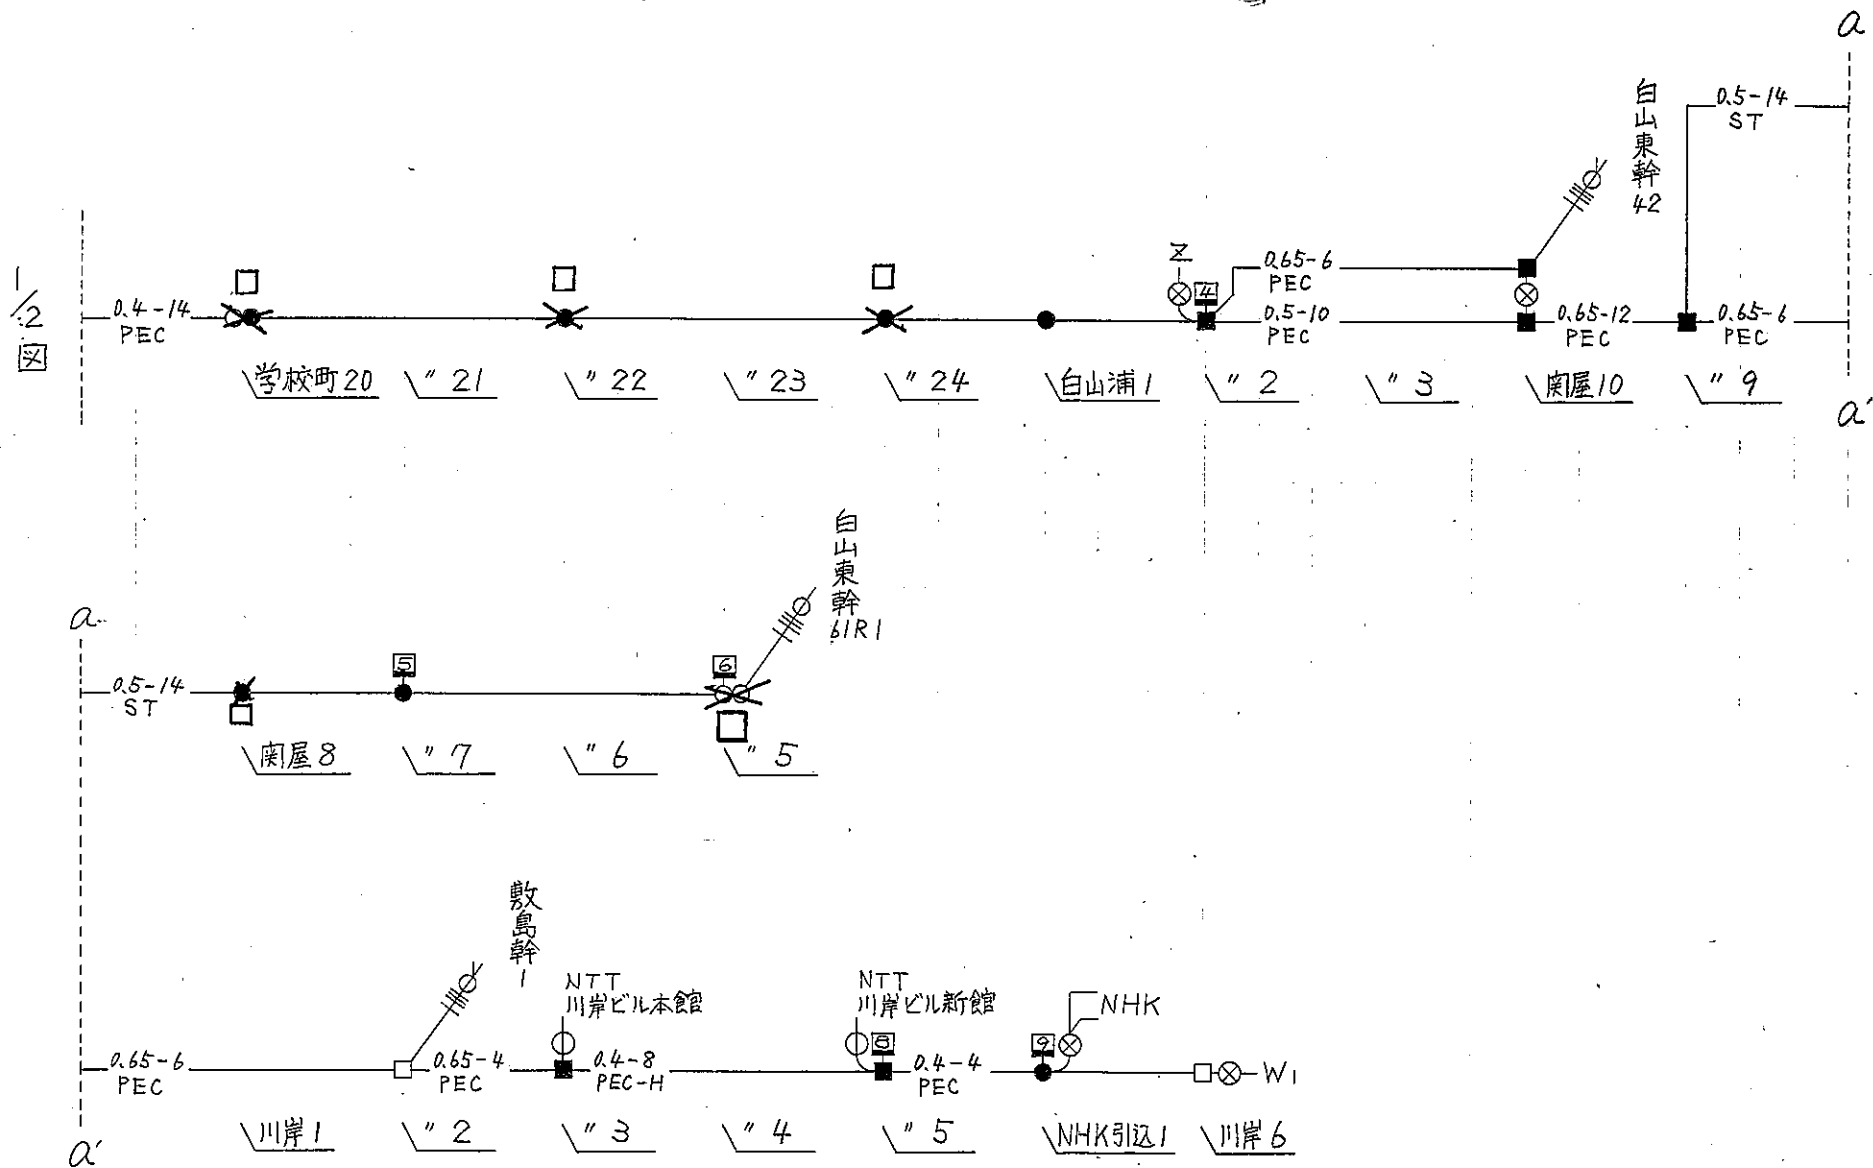 a
白山東幹42
0.5-14
ST
1/2図
0.4-14
PEC
Z
4
0.65-6
PEC
0.5-10
PEC
0.65-12
PEC
0.65-6
PEC
学校町20
〃 21
〃 22
〃 23
〃 24
白山浦1
〃 2
〃 3
関屋10
〃 9
a'
白山東幹61R1
a
0.5-14
ST
5
6
関屋8
〃 7
〃 6
〃 5
敷島幹1
NTT
川岸ビル本館
NTT
川岸ビル新館
NHK
0.65-6
PEC
0.65-4
PEC
0.4-8
PEC-H
8
0.4-4
PEC
9
W1
川岸1
〃 2
〃 3
〃 4
〃 5
NHK引込1
川岸6
a'